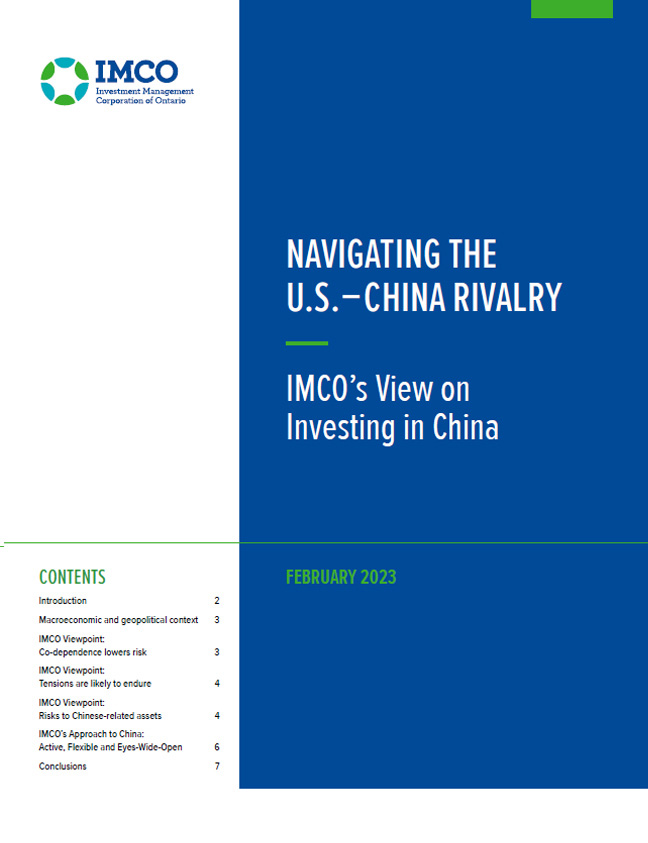 IMCO
Investment Management
Corporation of Ontario
NAVIGATING THE
U.S.–CHINA RIVALRY
IMCO’s View on
Investing in China
CONTENTS
Introduction 2
Macroeconomic and geopolitical context 3
IMCO Viewpoint:
Co-dependence lowers risk 3
IMCO Viewpoint:
Tensions are likely to endure 4
IMCO Viewpoint:
Risks to Chinese-related assets 4
IMCO’s Approach to China:
Active, Flexible and Eyes-Wide-Open 6
Conclusions 7
FEBRUARY 2023